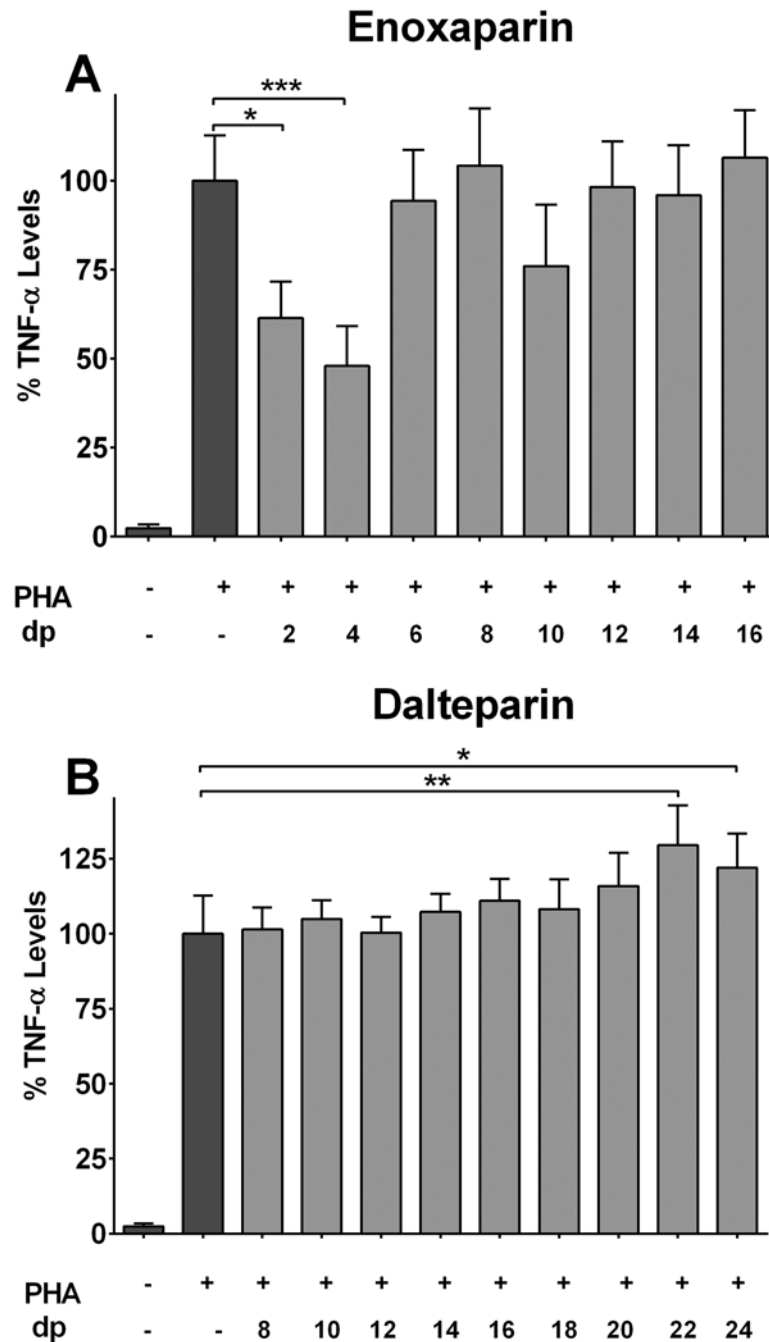 Enoxaparin
A
***
*
% TNF-α Levels
100
75
50
25
0
PHA - + + + + + + + + +
dp - - 2 4 6 8 10 12 14 16
Dalteparin
B
*
**
% TNF-α Levels
125
100
75
50
25
0
PHA - + + + + + + + + + +
dp - - 8 10 12 14 16 18 20 22 24